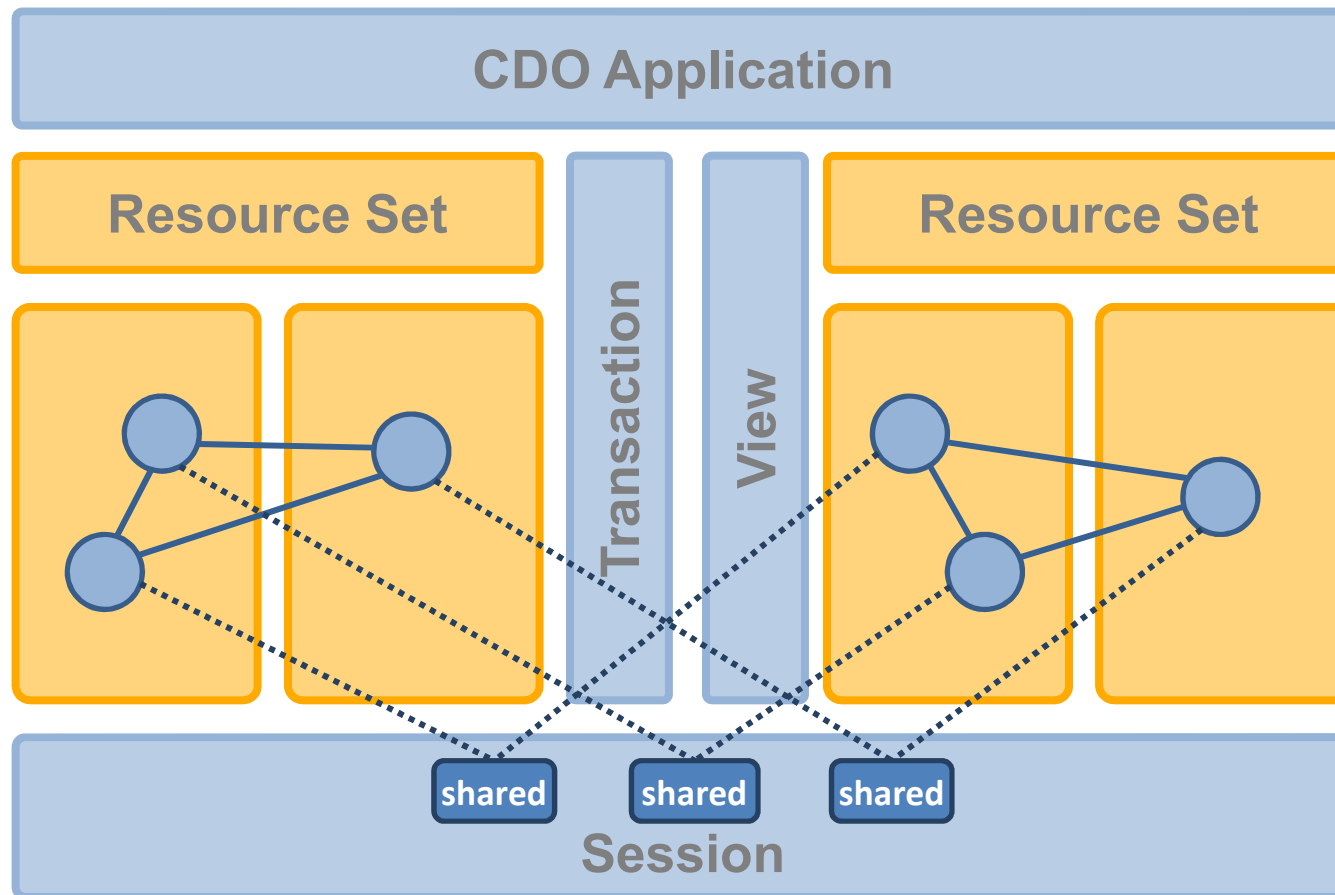 CDO Application
Resource Set
Transaction
View
Resource Set
shared
shared
shared
Session